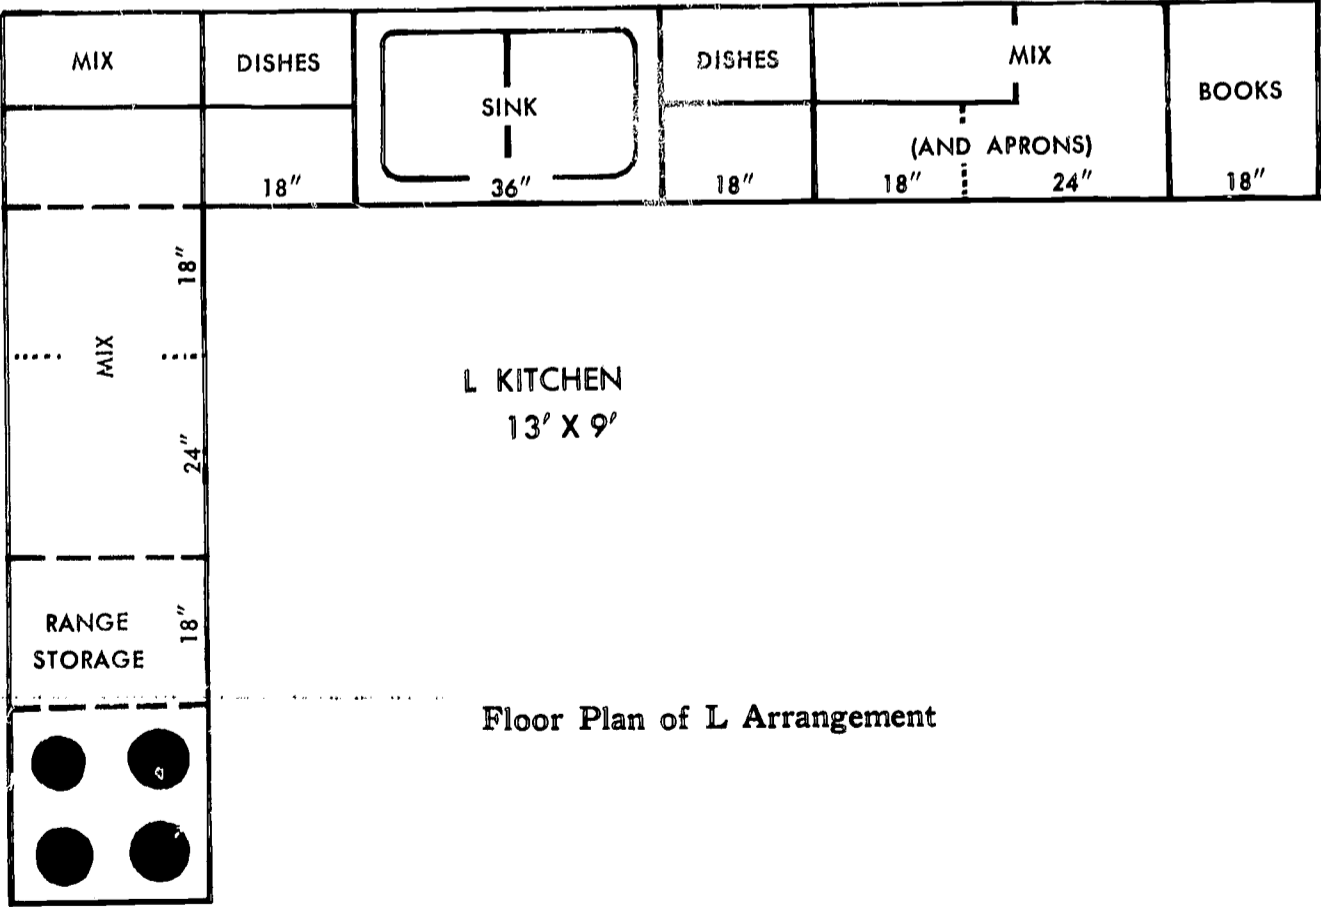 MIX
DISHES
SINK
DISHES
MIX
BOOKS
(AND APRONS)
18"
36"
18"
18"
24"
18"
18"
MIX
24"
L KITCHEN
13' X 9'
RANGE
STORAGE
18"
Floor Plan of L Arrangement